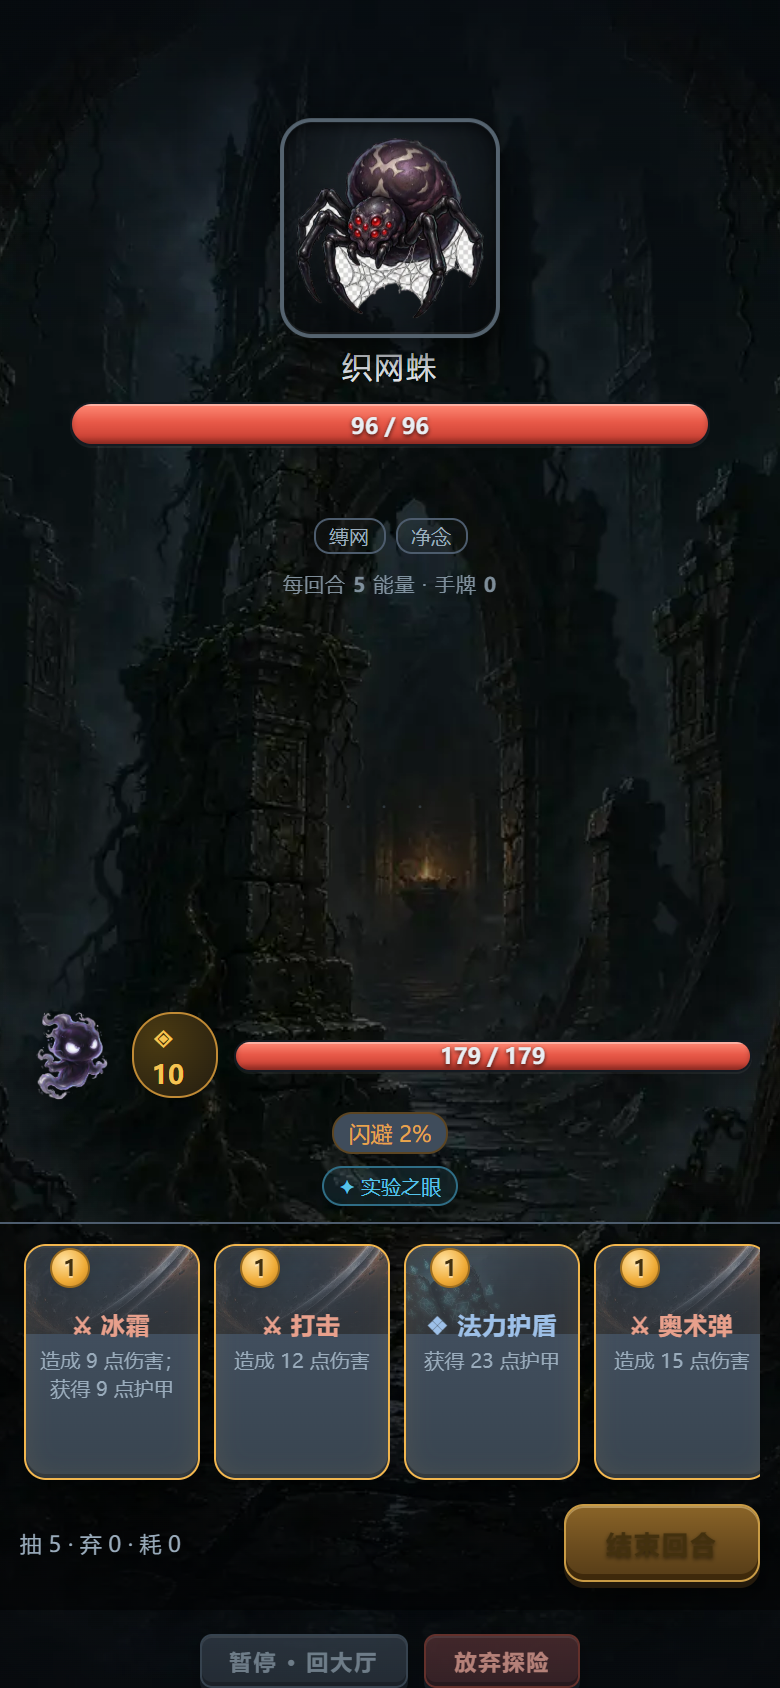 织网蛛
96 / 96
缚网 净念
每回合 5 能量 · 手牌 0
10
179 / 179
闪避 2%
✦ 实验之眼
1 1 1 1
冰霜 打击 法力护盾 奥术弹
造成 9 点伤害； 造成 12 点伤害 获得 23 点护甲 造成 15 点伤害
获得 9 点护甲
抽 5 · 弃 0 · 耗 0
结束回合
暂停 · 回大厅 放弃探险